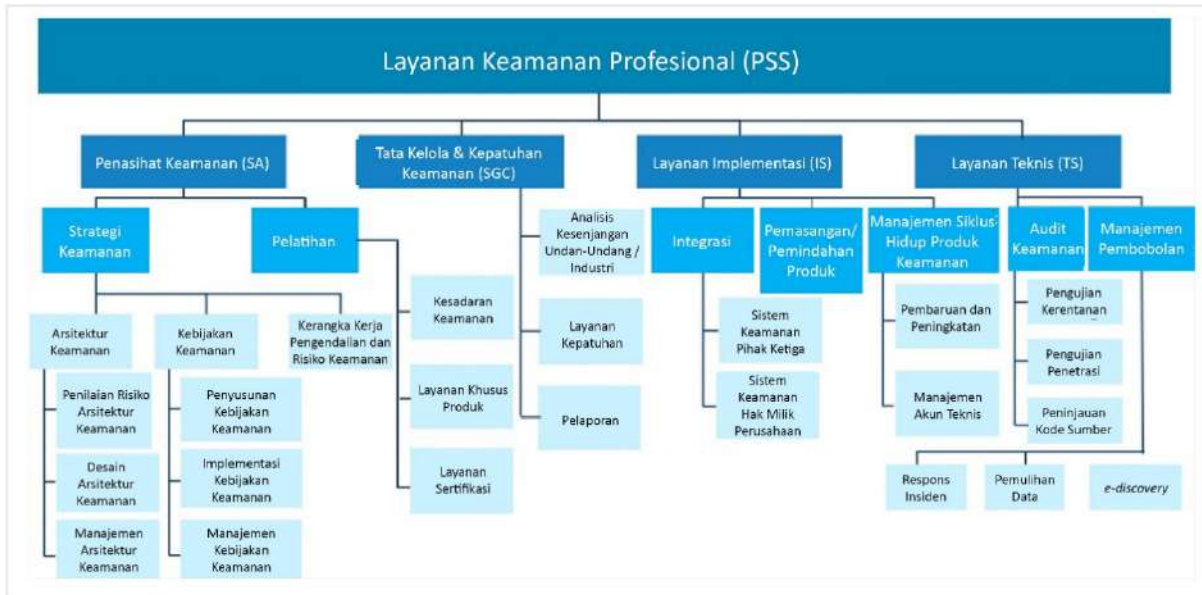 Layanan Keamanan Profesional (PSS)
Penasihat Keamanan (SA)
Tata Kelola & Kepatuhan
Keamanan (SGC)
Layanan Implementasi (IS)
Layanan Teknis (TS)
Strategi
Keamanan
Pelatihan
Analisis
Kesenjangan
Undan-Undang /
Industri
Integrasi
Pemasangan/
Pemindahan
Produk
Manajemen Siklus-
Hidup Produk
Keamanan
Audit
Keamanan
Manajemen
Pembobolan
Arsitektur
Keamanan
Kebijakan
Keamanan
Kerangka Kerja
Pengendalian dan
Risiko Keamanan
Kesadaran
Keamanan
Layanan
Kepatuhan
Sistem
Keamanan
Pihak Ketiga
Pembaruan dan
Peningkatan
Pengujian
Kerentanan
Penilaian Risiko
Arsitektur
Keamanan
Penyusunan
Kebijakan
Keamanan
Layanan Khusus
Produk
Pelaporan
Sistem
Keamanan
Hak Milik
Perusahaan
Manajemen
Akun Teknis
Pengujian
Penetrasi
Peninjauan
Kode Sumber
Desain
Arsitektur
Keamanan
Implementasi
Kebijakan
Keamanan
Layanan
Sertifikasi
Respons
Insiden
Pemulihan
Data
e-discovery
Manajemen
Arsitektur
Keamanan
Manajemen
Kebijakan
Keamanan